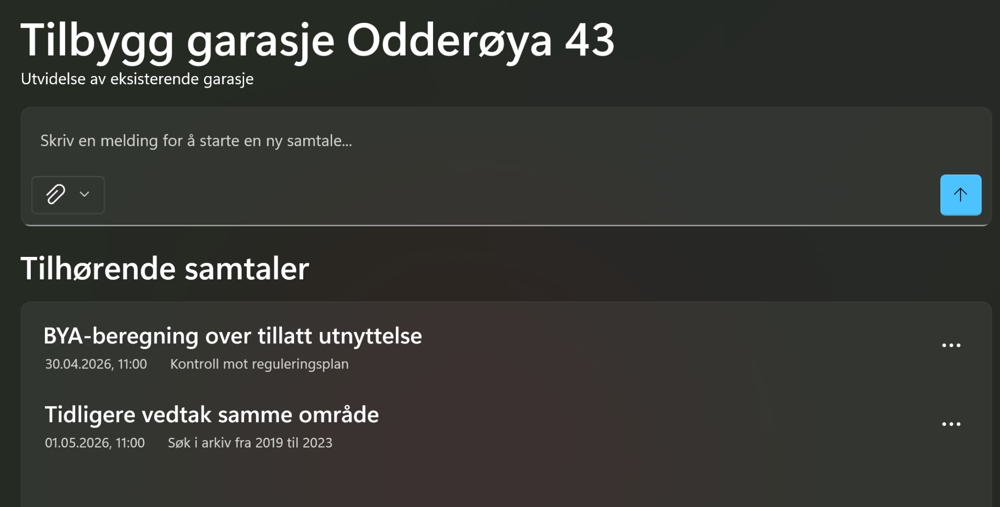 Tilbygg garasje Odderøya 43
Utvidelse av eksisterende garasje
Skriv en melding for å starte en ny samtale...
Tilhørende samtaler
BYA-beregning over tillatt utnyttelse
30.04.2026, 11:00 Kontroll mot reguleringsplan
Tidligere vedtak samme område
01.05.2026, 11:00 Søk i arkiv fra 2019 til 2023